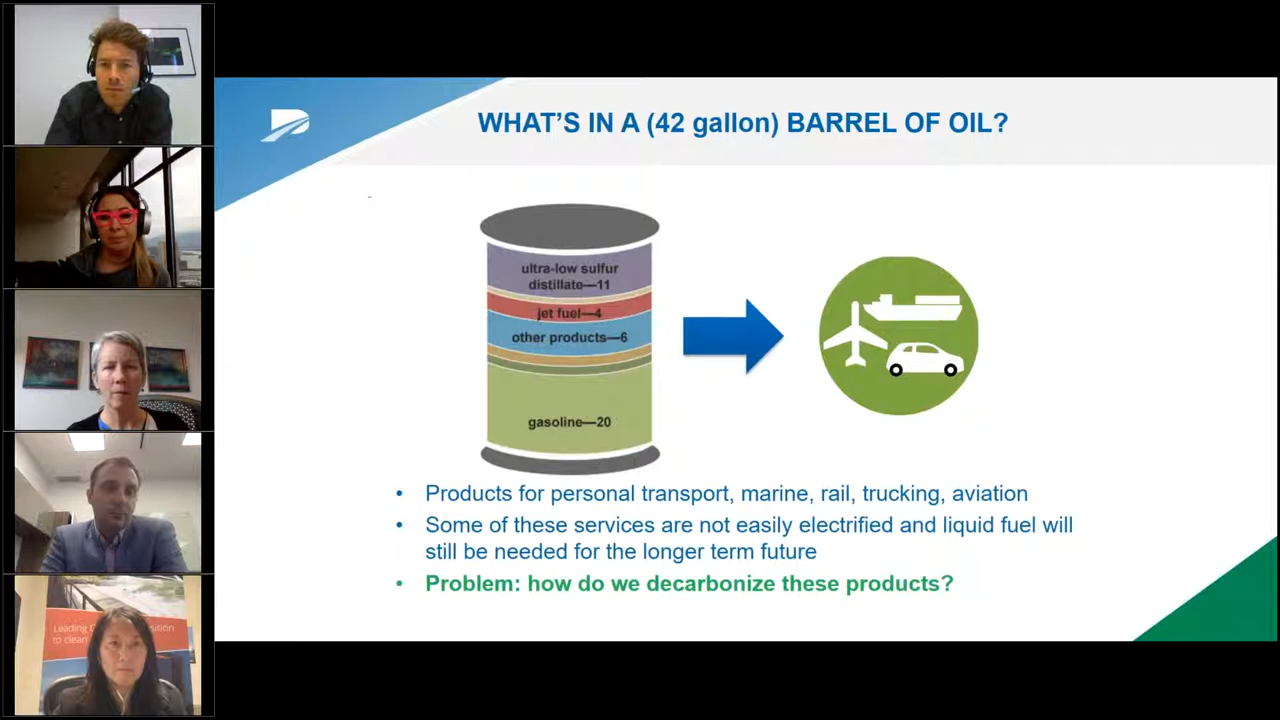 WHAT'S IN A (42 gallon) BARREL OF OIL?
ultra-low sulfur
distillate—11
jet fuel—4
other products—6
gasoline—20
• Products for personal transport, marine, rail, trucking, aviation
• Some of these services are not easily electrified and liquid fuel will
still be needed for the longer term future
• Problem: how do we decarbonize these products?
Leading
sition
to clean